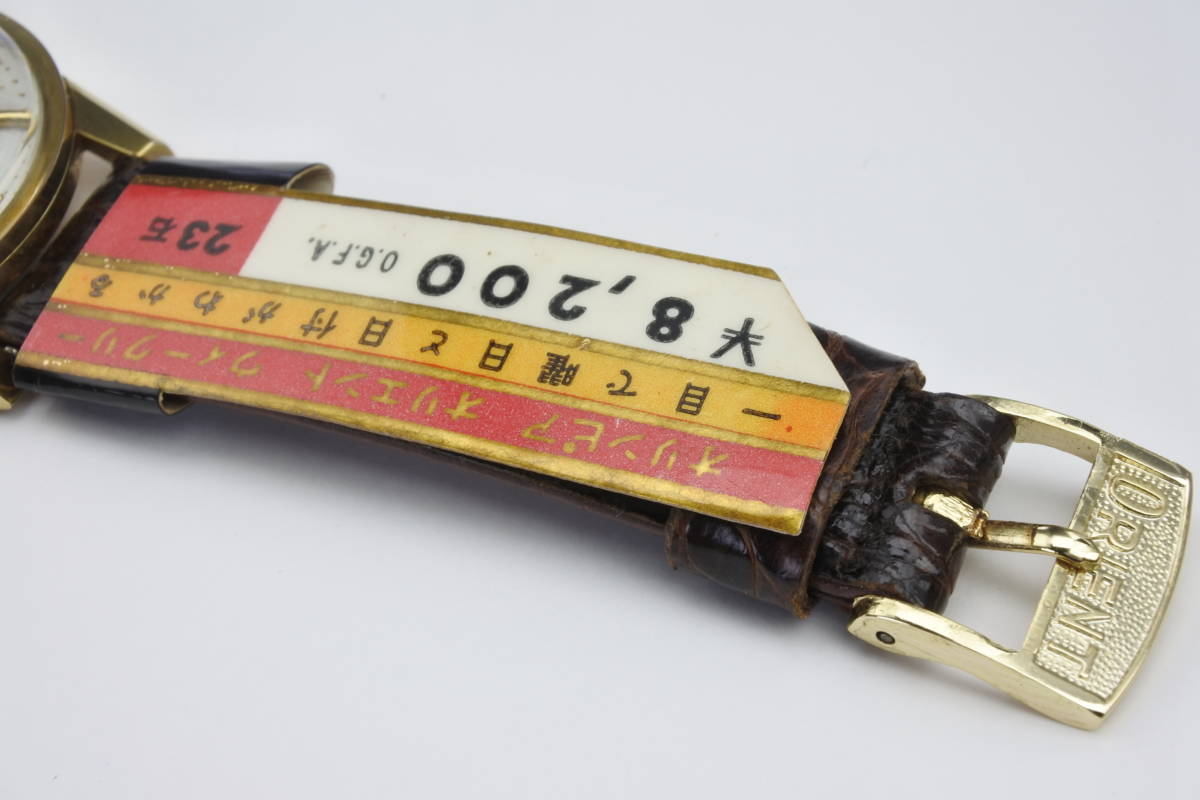 オリンピア オリエント ウィークリー
一目で曜日と日付がわかる
¥8,200 O.G.F.A. 23石
ORIENT